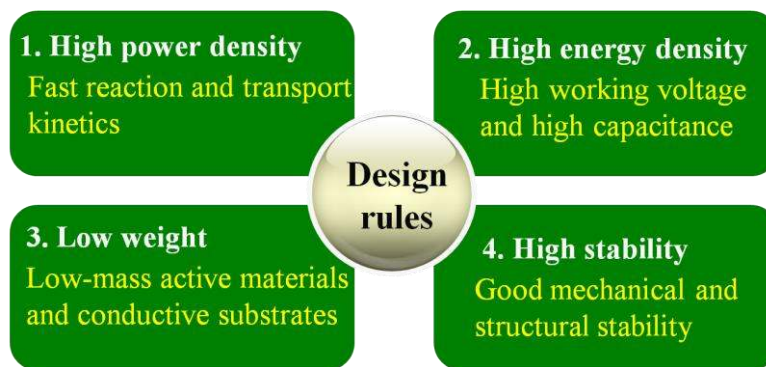 1. High power density
Fast reaction and transport
kinetics
2. High energy density
High working voltage
and high capacitance
Design
rules
3. Low weight
Low-mass active materials
and conductive substrates
4. High stability
Good mechanical and
structural stability